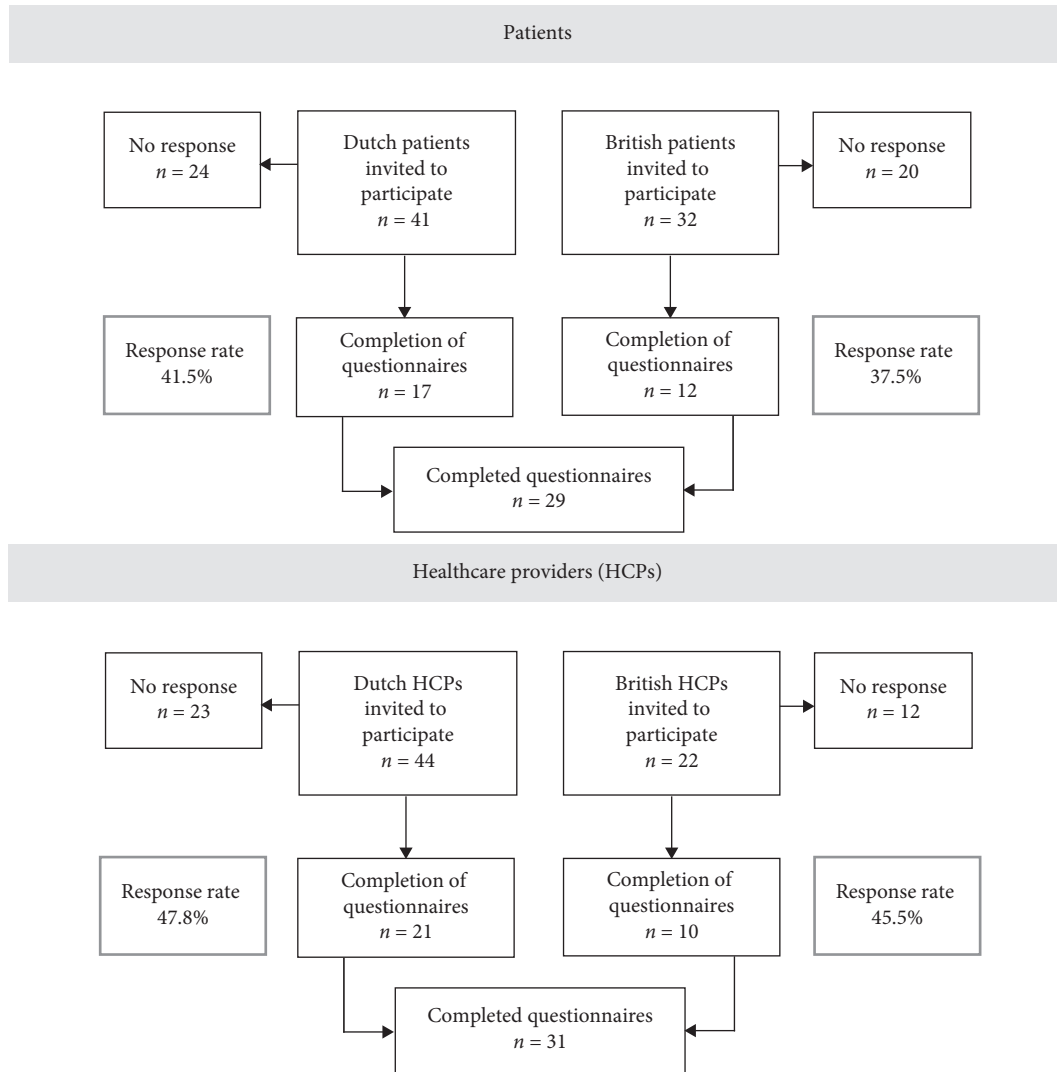 Patients
No response
n = 24
Dutch patients
invited to
participate
n = 41
British patients
invited to
participate
n = 32
No response
n = 20
Response rate
41.5%
Completion of
questionnaires
n = 17
Completion of
questionnaires
n = 12
Response rate
37.5%
Completed questionnaires
n = 29
Healthcare providers (HCPs)
No response
n = 23
Dutch HCPs
invited to
participate
n = 44
British HCPs
invited to
participate
n = 22
No response
n = 12
Response rate
47.8%
Completion of
questionnaires
n = 21
Completion of
questionnaires
n = 10
Response rate
45.5%
Completed questionnaires
n = 31